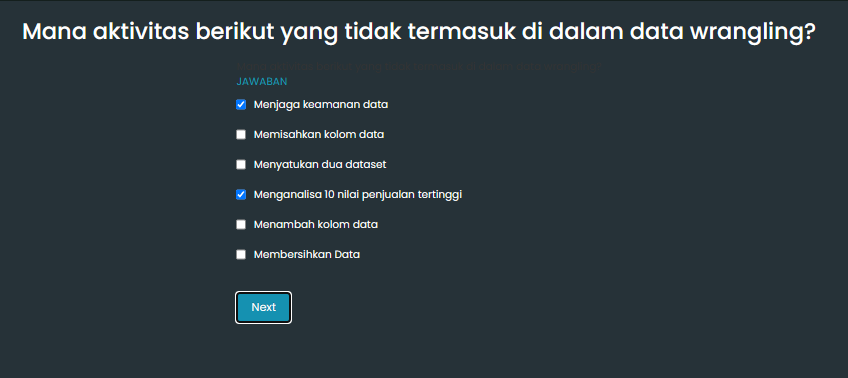 Mana aktivitas berikut yang tidak termasuk di dalam data wrangling?
JAWABAN
Menjaga keamanan data
Memisahkan kolom data
Menyatukan dua dataset
Menganalisa 10 nilai penjualan tertinggi
Menambah kolom data
Membersihkan Data
Next